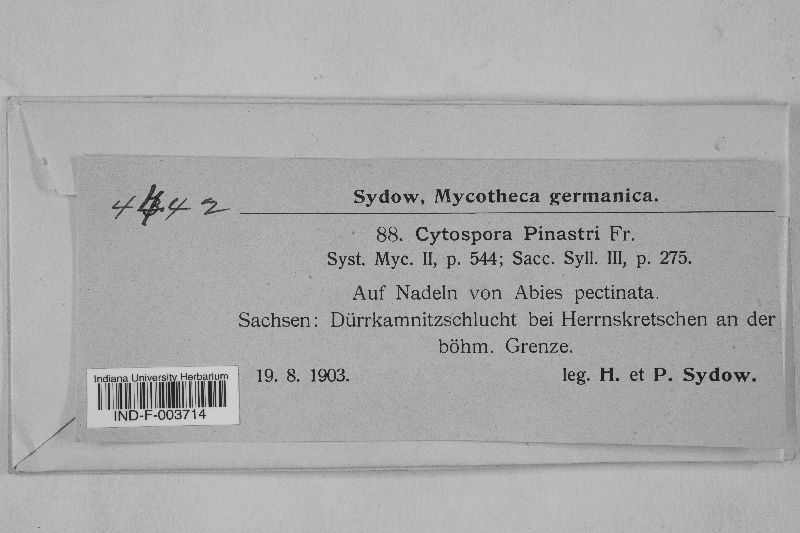 4442
Sydow, Mycotheca germanica.
88. Cytospora Pinastri Fr.
Syst. Myc. II, p. 544; Sacc. Syll. III, p. 275.
Auf Nadeln von Abies pectinata.
Sachsen: Dürrkamnitzschlucht bei Herrnskretschen an der
böhm. Grenze.
19. 8. 1903. leg. H. et P. Sydow.
Indiana University Herbarium
IND-F-003714